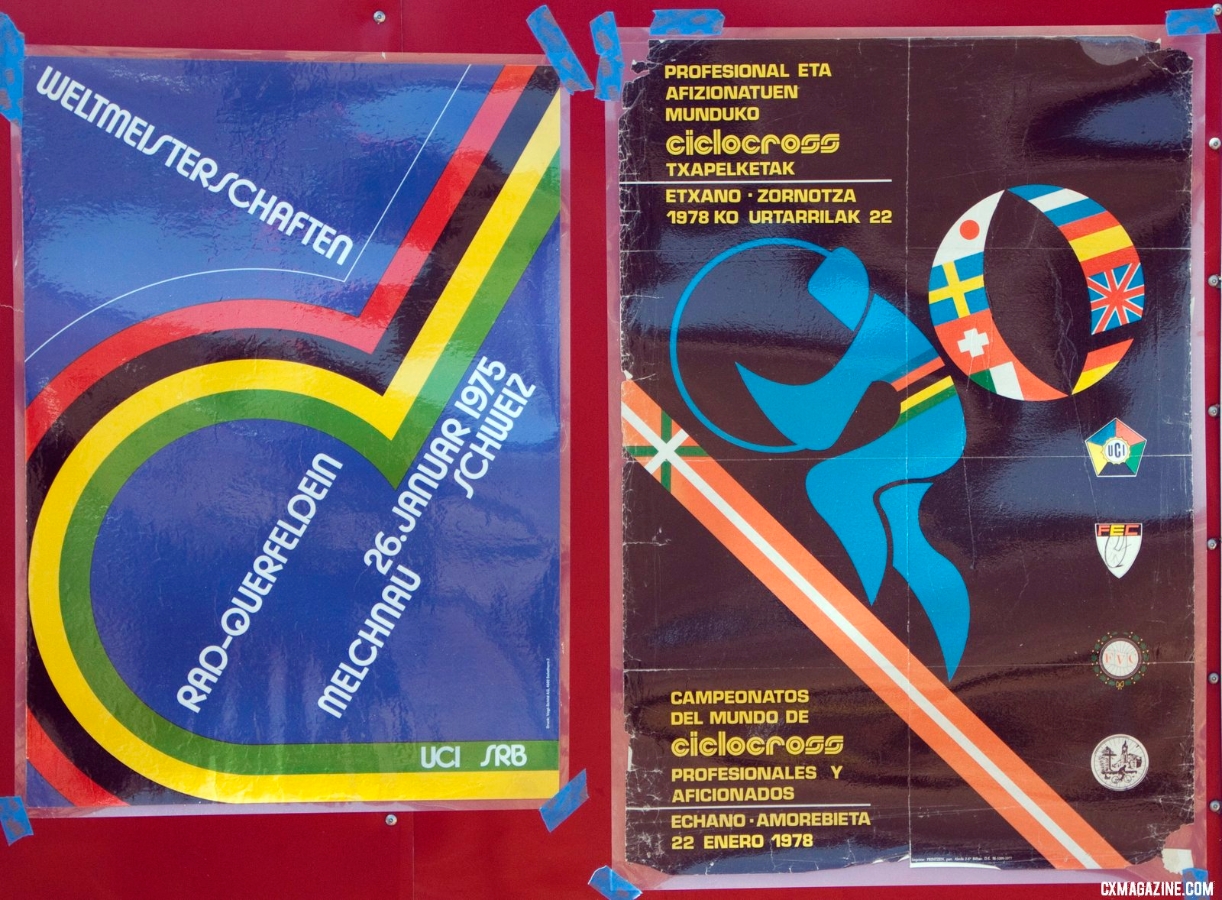 WELTMEISTERSCHAFTEN
RAD-QUERFELDEIN
26. JANUAR 1975
MELCHNAU SCHWEIZ
UCI SRB
PROFESIONAL ETA
AFIZIONATUEN
MUNDUKO
ciclocross
TXAPELKETAK
ETXANO · ZORNOTZA
1978 KO URTARRILAK 22
UCI
FEC
CAMPEONATOS
DEL MUNDO DE
ciclocross
PROFESIONALES Y
AFICIONADOS
ECHANO · AMOREBIETA
22 ENERO 1978
CXMAGAZINE.COM